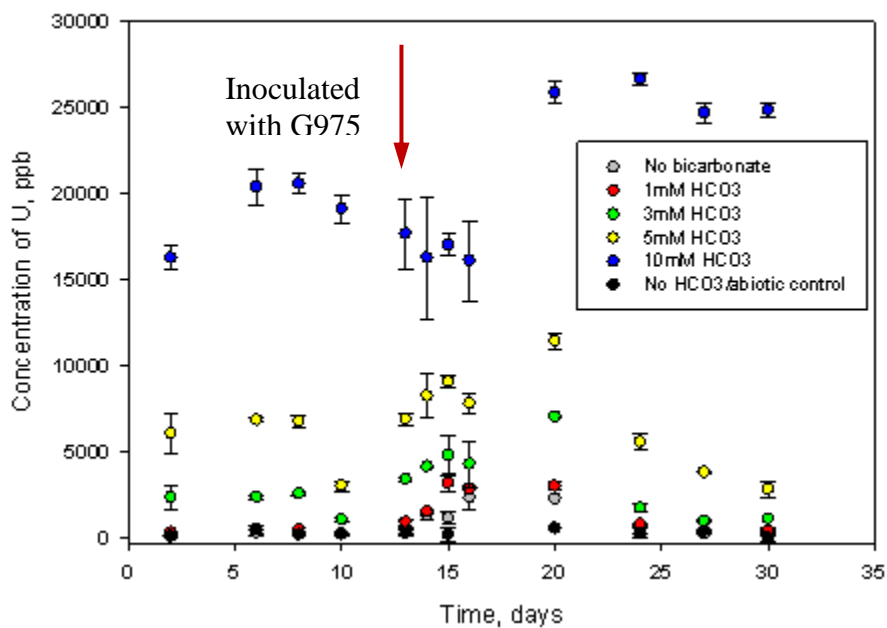 30000
25000
20000
15000
10000
5000
0
Concentration of U, ppb
Inoculated
with G975
No bicarbonate
1mM HCO3
3mM HCO3
5mM HCO3
10mM HCO3
No HCO3/abiotic control
0 5 10 15 20 25 30 35
Time, days